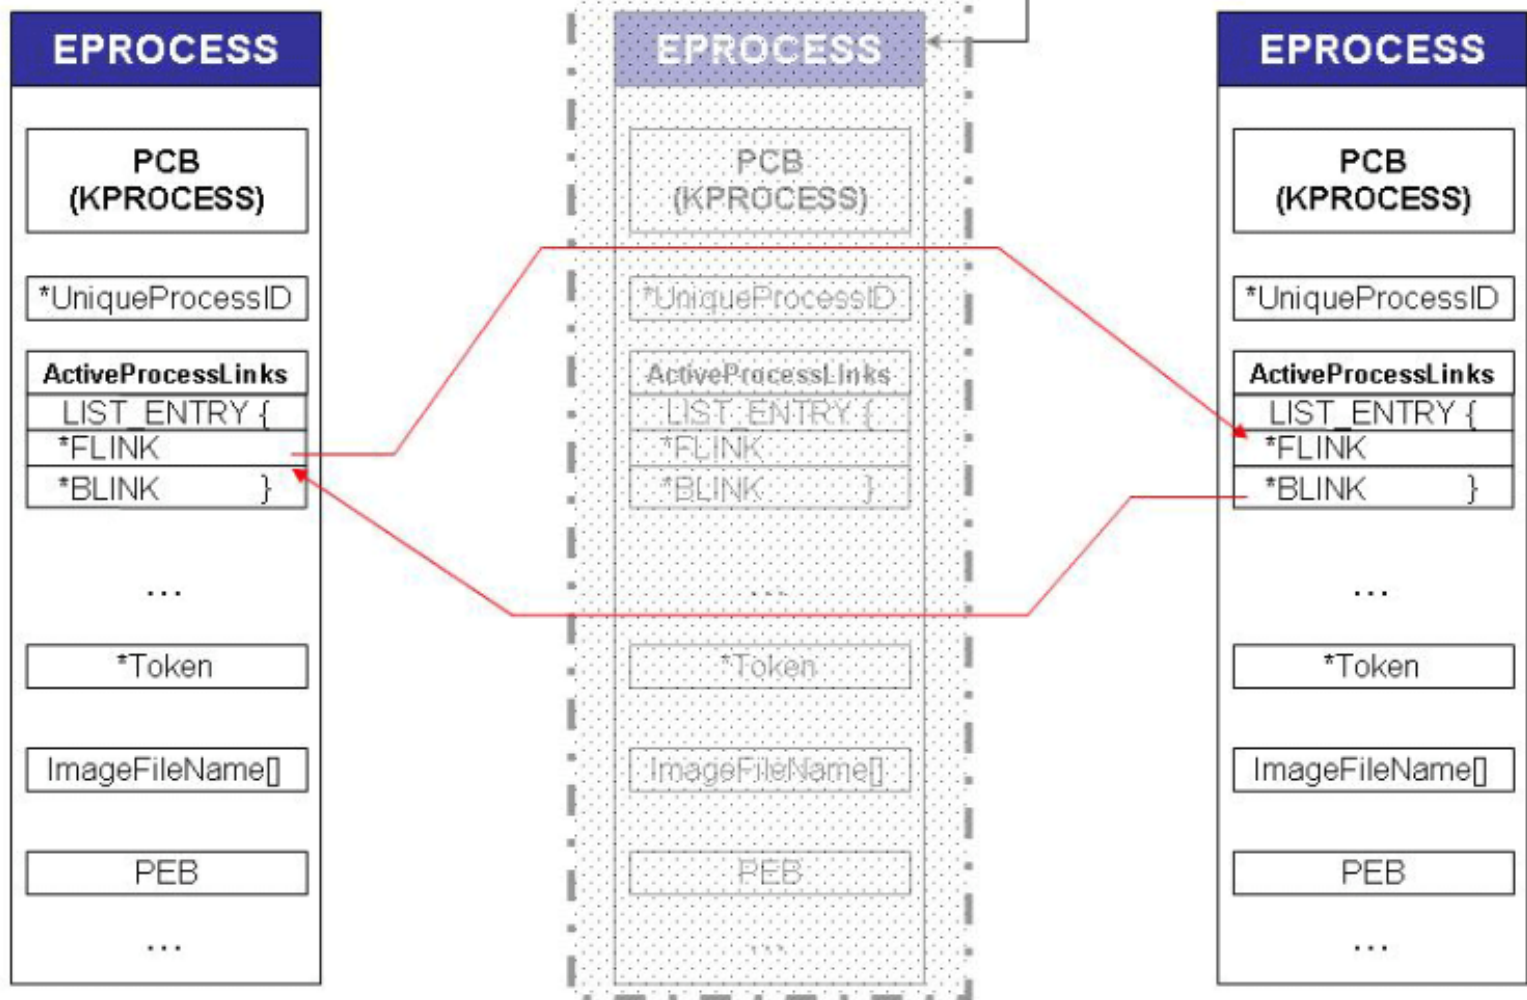 EPROCESS
PCB
(KPROCESS)
*UniqueProcessID
ActiveProcessLinks
LIST_ENTRY {
*FLINK
*BLINK }
...
*Token
ImageFileName[]
PEB
...
EPROCESS
PCB
(KPROCESS)
*UniqueProcessID
ActiveProcessLinks
LIST_ENTRY {
*FLINK
*BLINK }
...
*Token
ImageFileName[]
PEB
...
EPROCESS
PCB
(KPROCESS)
*UniqueProcessID
ActiveProcessLinks
LIST_ENTRY {
*FLINK
*BLINK }
...
*Token
ImageFileName[]
PEB
...